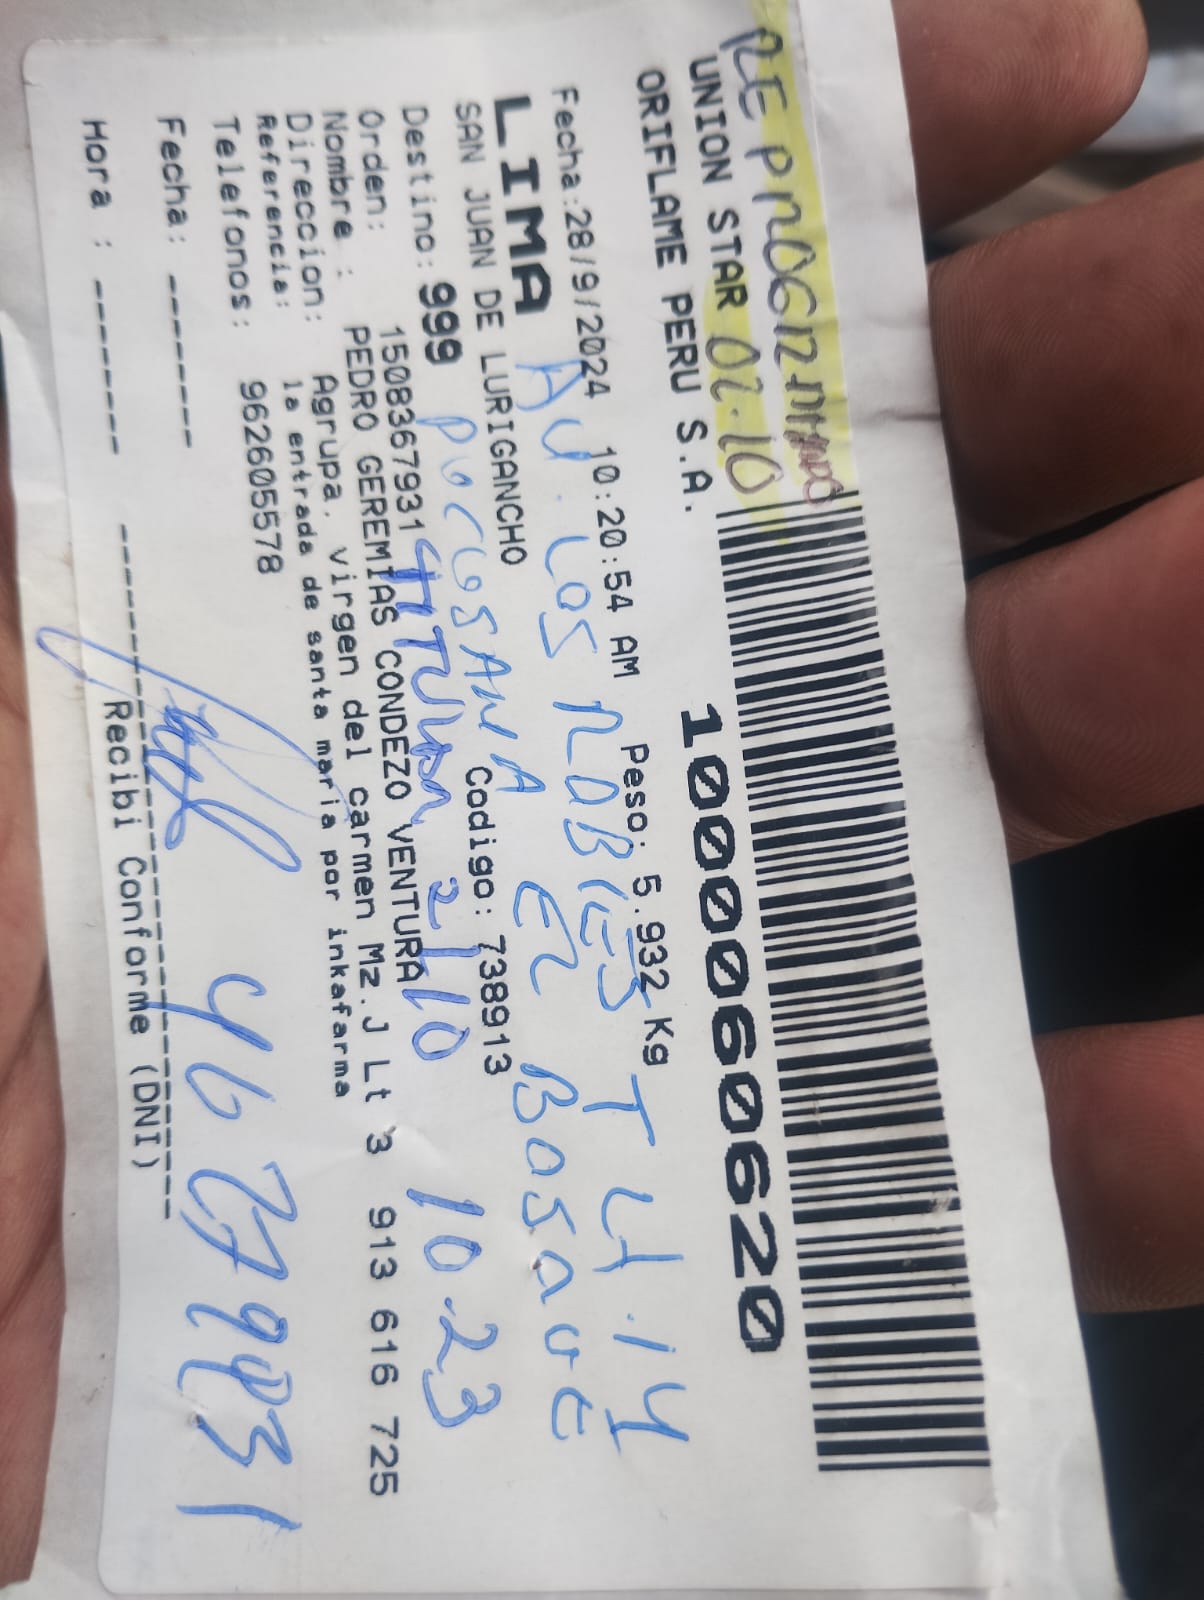 REPROGRAMADO
UNION STAR 02.10
ORIFLAME PERU S.A.
1000060620
Fecha:28/9/2024 10:20:54 AM Peso. 5.932 Kg
AV. LOS ROBLES T Lt.14
LIMA
EL BOSQUE
SAN JUAN DE LURIGANCHO Codigo: 738913
PUCUSANA
Destino: 999
TITULAR 2/10 10.23
Orden: 1508367931
Nombre : PEDRO GEREMIAS CONDEZO VENTURA
Direccion: Agrupa. virgen del carmen Mz.J Lt 3 913 616 725
Referencia: la entrada de santa maria por inkafarma
Telefonos: 962605578
Fecha: ------
Hora : -------
Recibi Conforme (DNI)